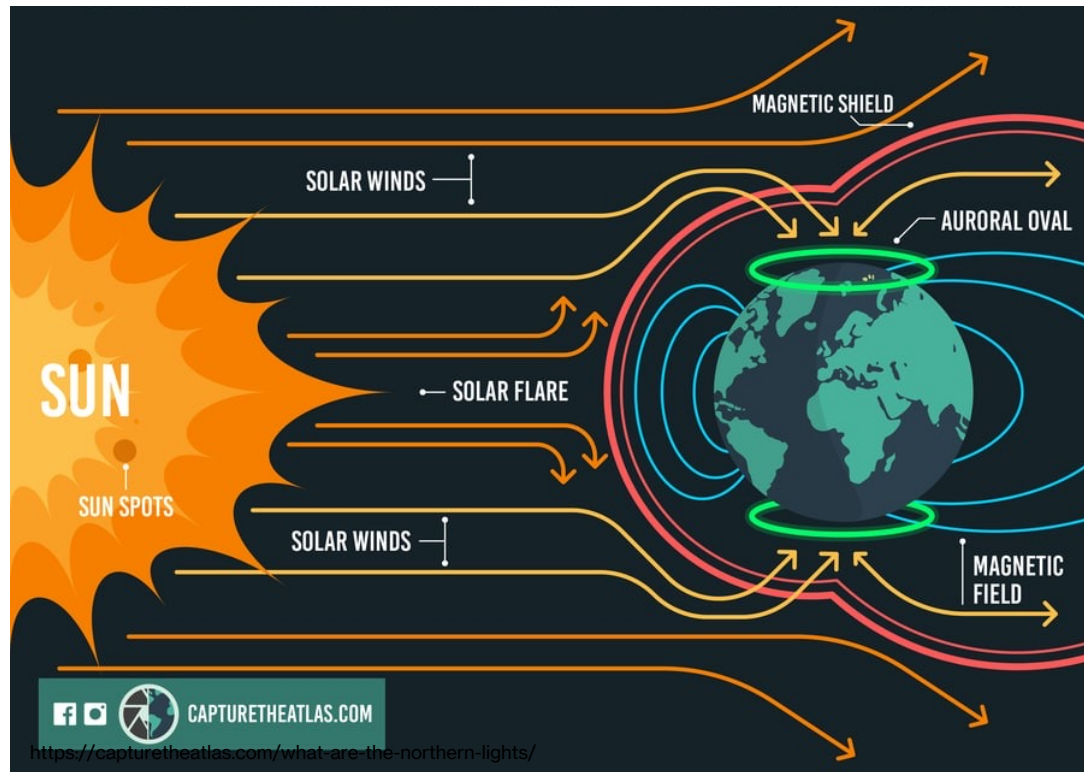 MAGNETIC SHIELD
SOLAR WINDS
AURORAL OVAL
SUN
SOLAR FLARE
SUN SPOTS
SOLAR WINDS
MAGNETIC
FIELD
CAPTURETHEATLAS.COM
https://capturetheatlas.com/what-are-the-northern-lights/